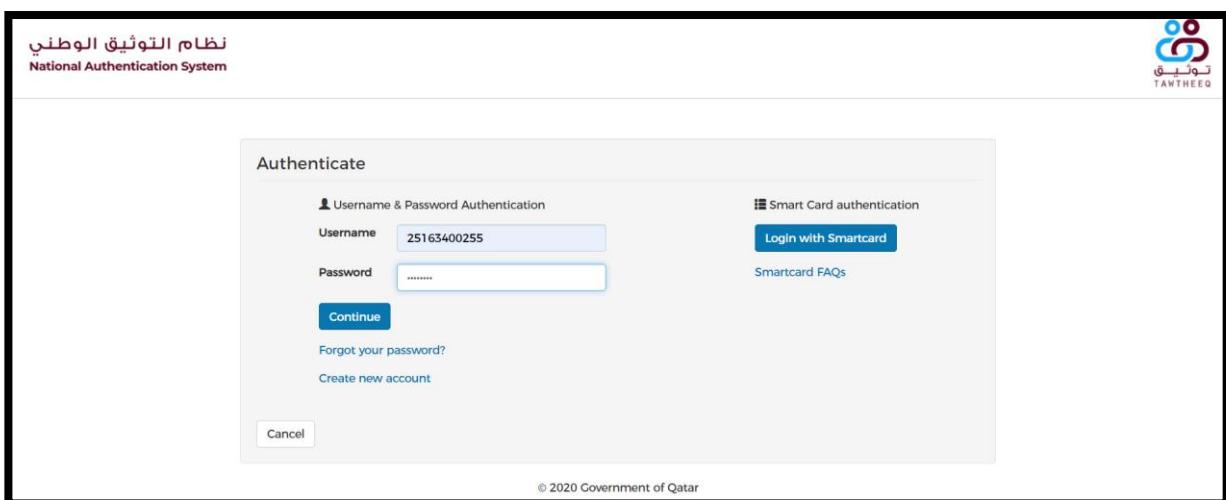 نظام التوثيق الوطني
National Authentication System
توثيق
TAWTHEEQ
Authenticate
Username & Password Authentication
Username
25163400255
Password
........
Continue
Forgot your password?
Create new account
Smart Card authentication
Login with Smartcard
Smartcard FAQs
Cancel
© 2020 Government of Qatar